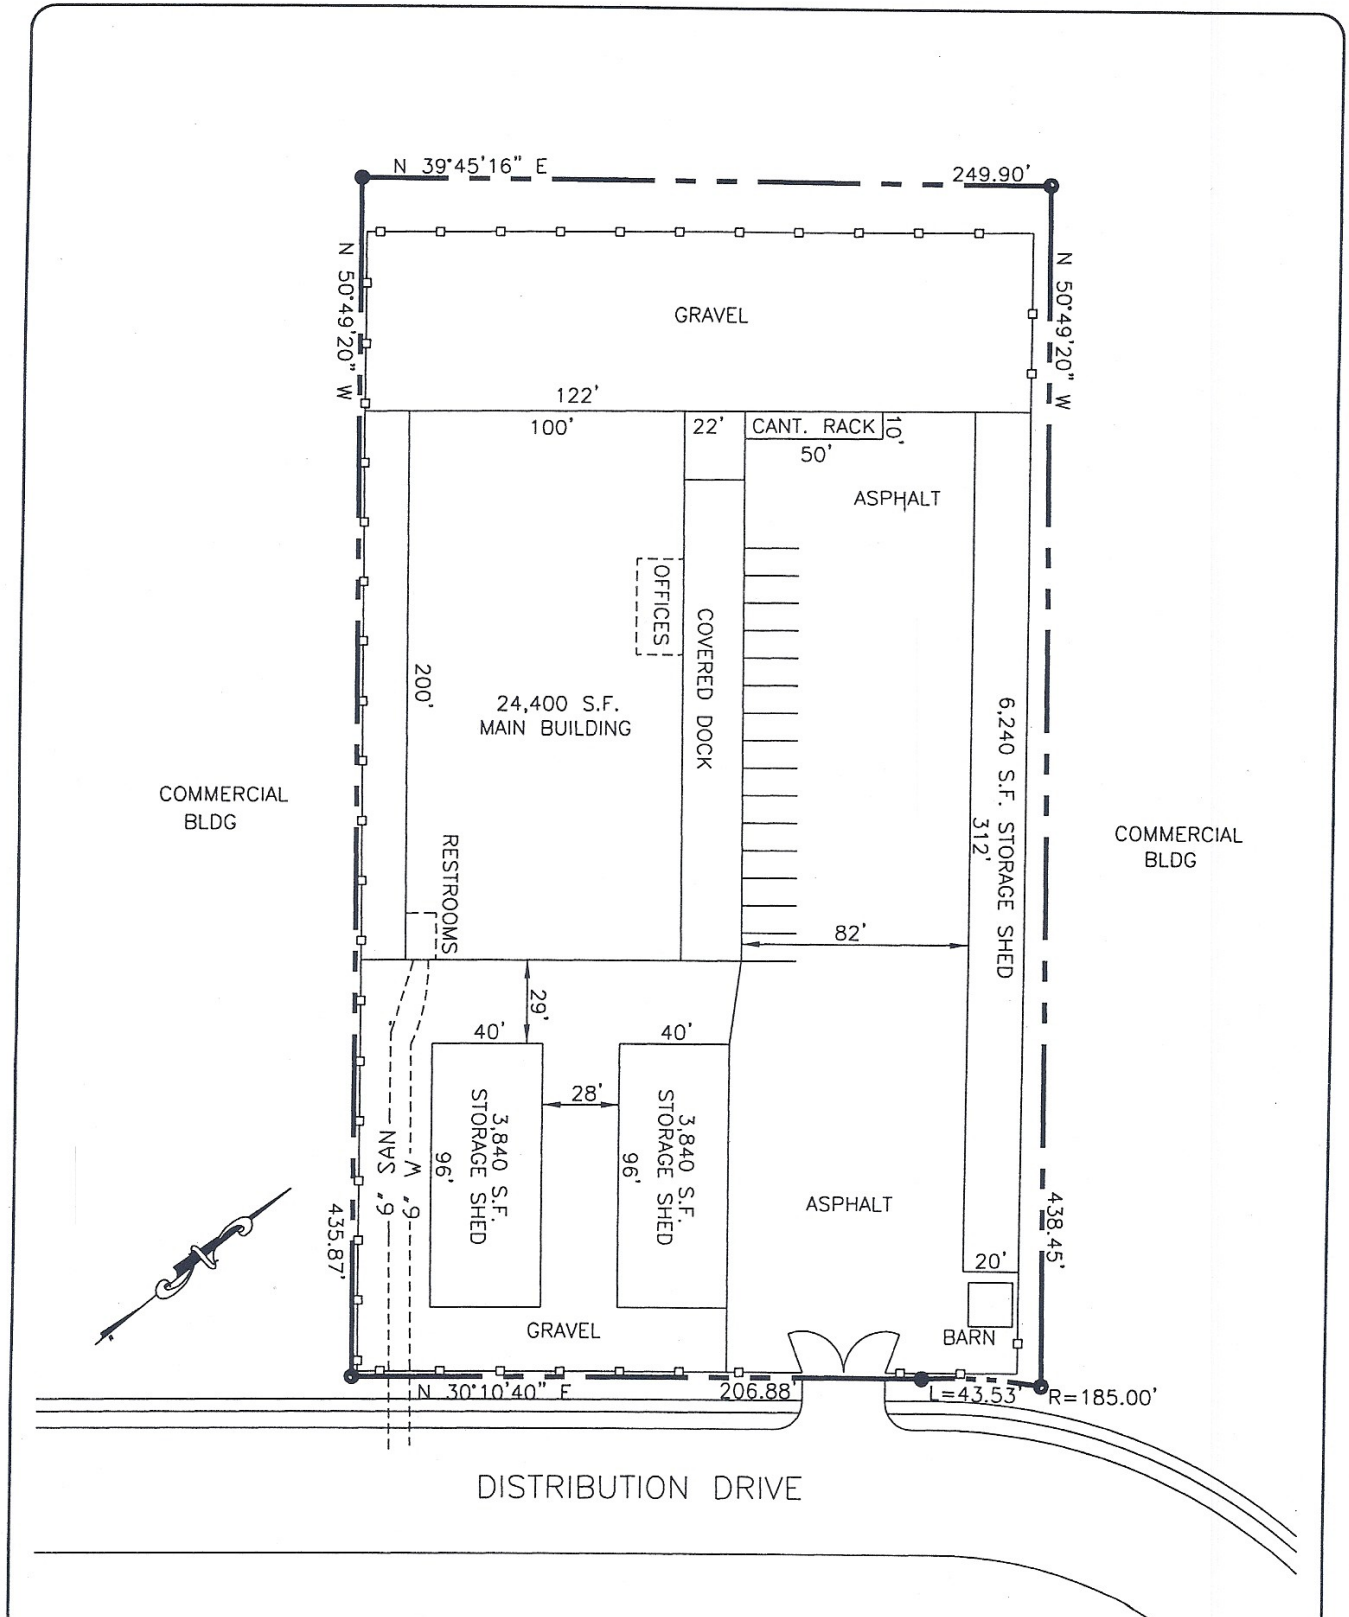 N 39°45'16" E
249.90'
N 50°49'20" W
N 50°49'20" W
GRAVEL
122'
100'
22'
CANT. RACK
10'
50'
ASPHALT
OFFICES
COVERED DOCK
200'
24,400 S.F.
MAIN BUILDING
6,240 S.F. STORAGE SHED
312'
COMMERCIAL
BLDG
COMMERCIAL
BLDG
RESTROOMS
82'
29'
40'
40'
28'
3,840 S.F.
STORAGE SHED
96'
3,840 S.F.
STORAGE SHED
96'
6" SAN
6" W
ASPHALT
435.87'
438.45'
20'
BARN
GRAVEL
N 30°10'40" E
206.88'
L=43.53'
R=185.00'
DISTRIBUTION DRIVE